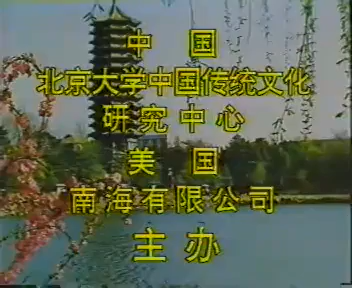 中 国
北京大学中国传统文化
研究中心
美 国
南海有限公司
主办